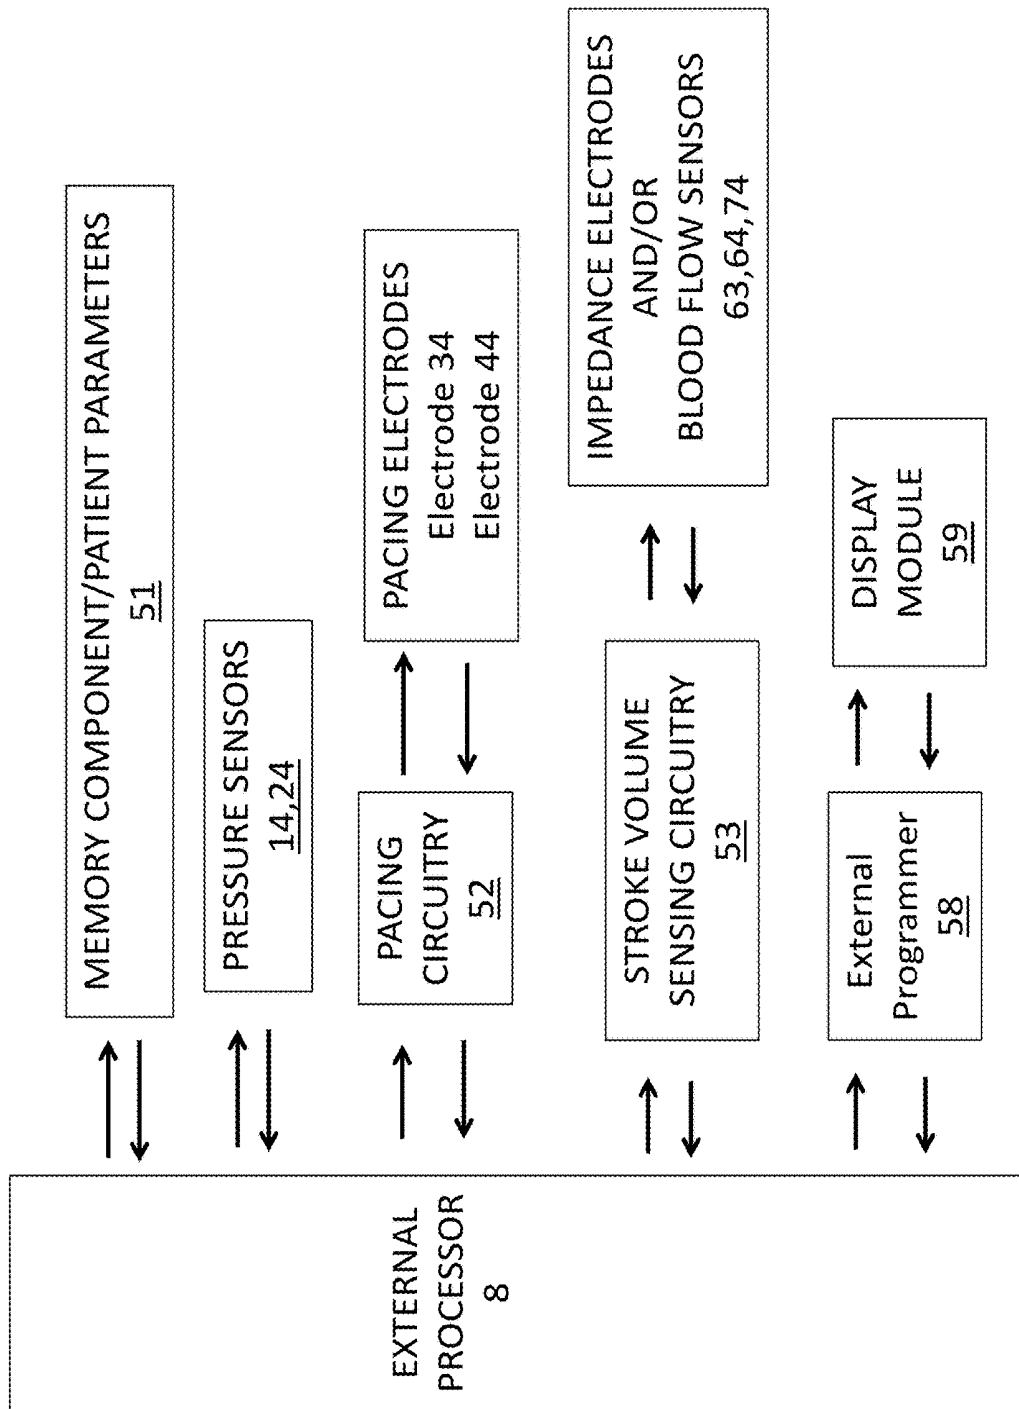 EXTERNAL
PROCESSOR
8
MEMORY COMPONENT/PATIENT PARAMETERS
51
PRESSURE SENSORS
14,24
PACING
CIRCUITRY
52
PACING ELECTRODES
Electrode 34
Electrode 44
STROKE VOLUME
SENSING CIRCUITRY
53
IMPEDANCE ELECTRODES
AND/OR
BLOOD FLOW SENSORS
63,64,74
External
Programmer
58
DISPLAY
MODULE
59